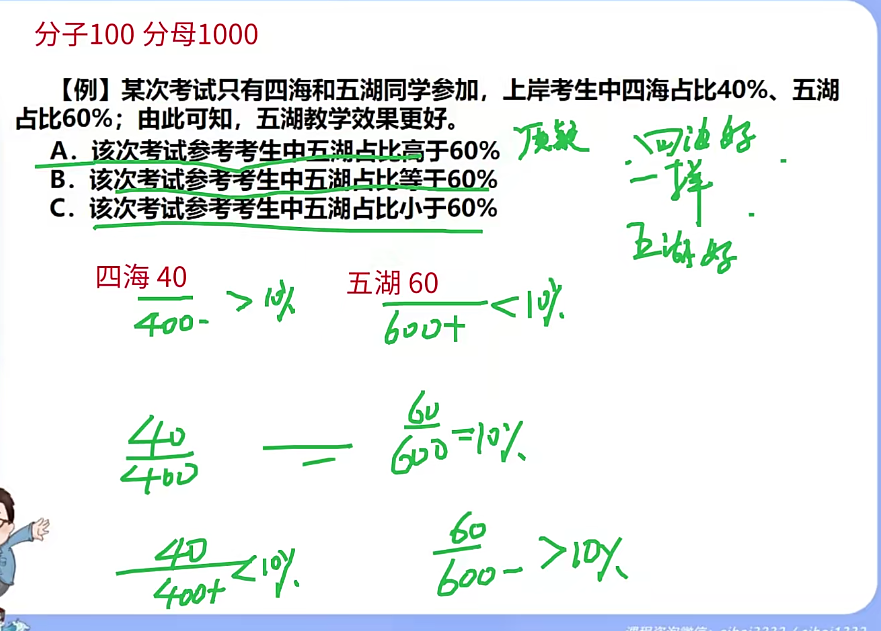 分子100 分母1000
【例】某次考试只有四海和五湖同学参加，上岸考生中四海占比40%、五湖
占比60%；由此可知，五湖教学效果更好。
A．该次考试参考考生中五湖占比高于60%
B．该次考试参考考生中五湖占比等于60%
C．该次考试参考考生中五湖占比小于60%
质疑
四海好
一样
五湖好
四海 40
400-
> 10%
五湖 60
600+
< 10%
40
400
=
60
600
=10%
40
400+
<10%
60
600-
>10%